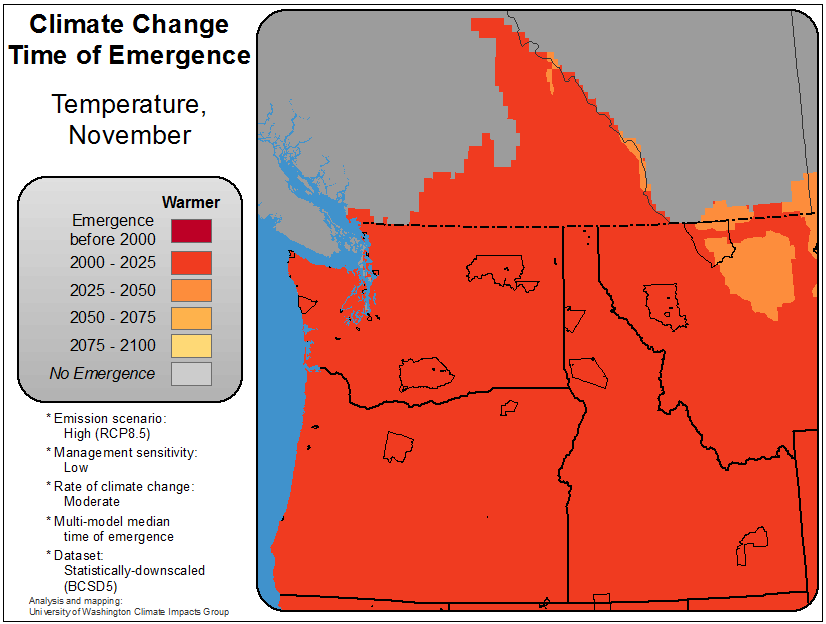 Climate Change
Time of Emergence
Temperature,
November
Warmer
Emergence
before 2000
2000 - 2025
2025 - 2050
2050 - 2075
2075 - 2100
No Emergence
* Emission scenario:
High (RCP8.5)
* Management sensitivity:
Low
* Rate of climate change:
Moderate
* Multi-model median
time of emergence
* Dataset:
Statistically-downscaled
(BCSD5)
Analysis and mapping:
University of Washington Climate Impacts Group